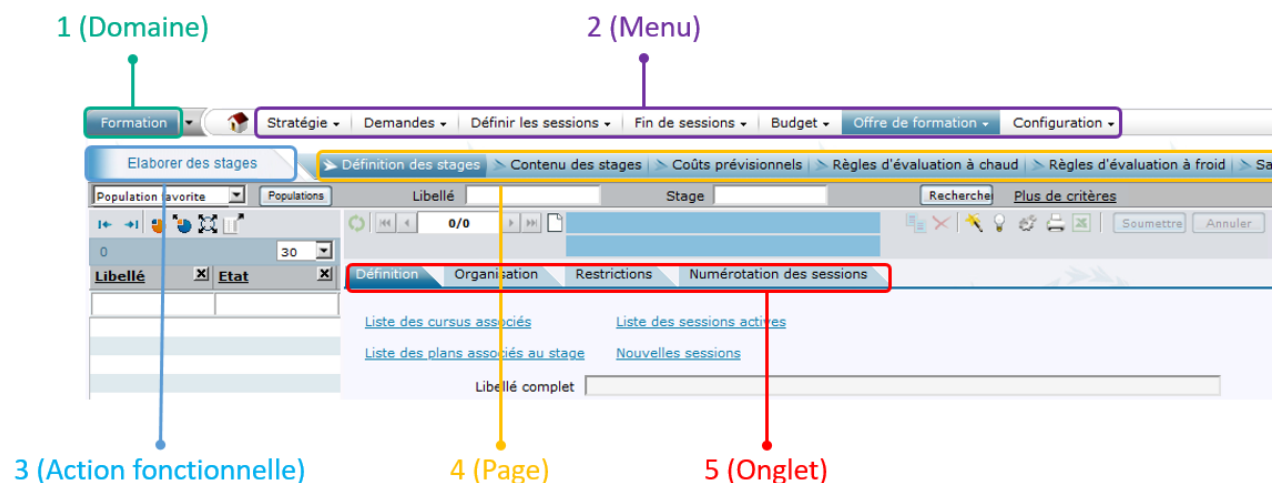 1 (Domaine) 2 (Menu)
Formation Stratégie Demandes Définir les sessions Fin de sessions Budget Offre de formation Configuration
Elaborer des stages Définition des stages Contenu des stages Coûts prévisionnels Règles d'évaluation à chaud Règles d'évaluation à froid Sa
Population favorite Populations Libellé Stage Recherche Plus de critères
0/0 Soumettre Annuler
0 30
Libellé Etat Définition Organisation Restrictions Numérotation des sessions
Liste des cursus associés Liste des sessions actives
Liste des plans associés au stage Nouvelles sessions
Libellé complet
3 (Action fonctionnelle) 4 (Page) 5 (Onglet)